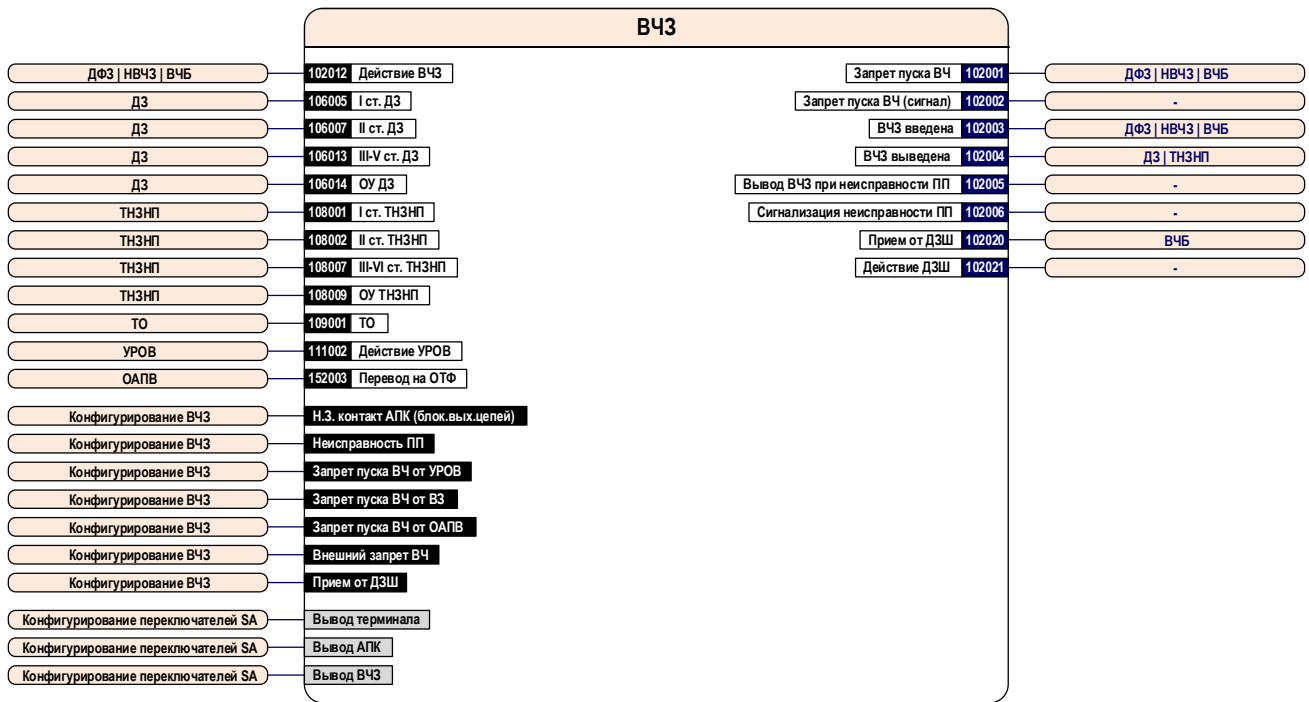 ВЧЗ
ДФЗ | НВЧЗ | ВЧБ 102012 Действие ВЧЗ Запрет пуска ВЧ 102001 ДФЗ | НВЧЗ | ВЧБ
ДЗ 106005 I ст. ДЗ Запрет пуска ВЧ (сигнал) 102002 -
ДЗ 106007 II ст. ДЗ ВЧЗ введена 102003 ДФЗ | НВЧЗ | ВЧБ
ДЗ 106013 III-V ст. ДЗ ВЧЗ выведена 102004 ДЗ | ТНЗНП
ДЗ 106014 ОУ ДЗ Вывод ВЧЗ при неисправности ПП 102005 -
ТНЗНП 108001 I ст. ТНЗНП Сигнализация неисправности ПП 102006 -
ТНЗНП 108002 II ст. ТНЗНП Прием от ДЗШ 102020 ВЧБ
ТНЗНП 108007 III-VI ст. ТНЗНП Действие ДЗШ 102021 -
ТНЗНП 108009 ОУ ТНЗНП
ТО 109001 ТО
УРОВ 111002 Действие УРОВ
ОАПВ 152003 Перевод на ОТФ
Конфигурирование ВЧЗ Н.З. контакт АПК (блок.вых.цепей)
Конфигурирование ВЧЗ Неисправность ПП
Конфигурирование ВЧЗ Запрет пуска ВЧ от УРОВ
Конфигурирование ВЧЗ Запрет пуска ВЧ от ВЗ
Конфигурирование ВЧЗ Запрет пуска ВЧ от ОАПВ
Конфигурирование ВЧЗ Внешний запрет ВЧ
Конфигурирование ВЧЗ Прием от ДЗШ
Конфигурирование переключателей SA Вывод терминала
Конфигурирование переключателей SA Вывод АПК
Конфигурирование переключателей SA Вывод ВЧЗ